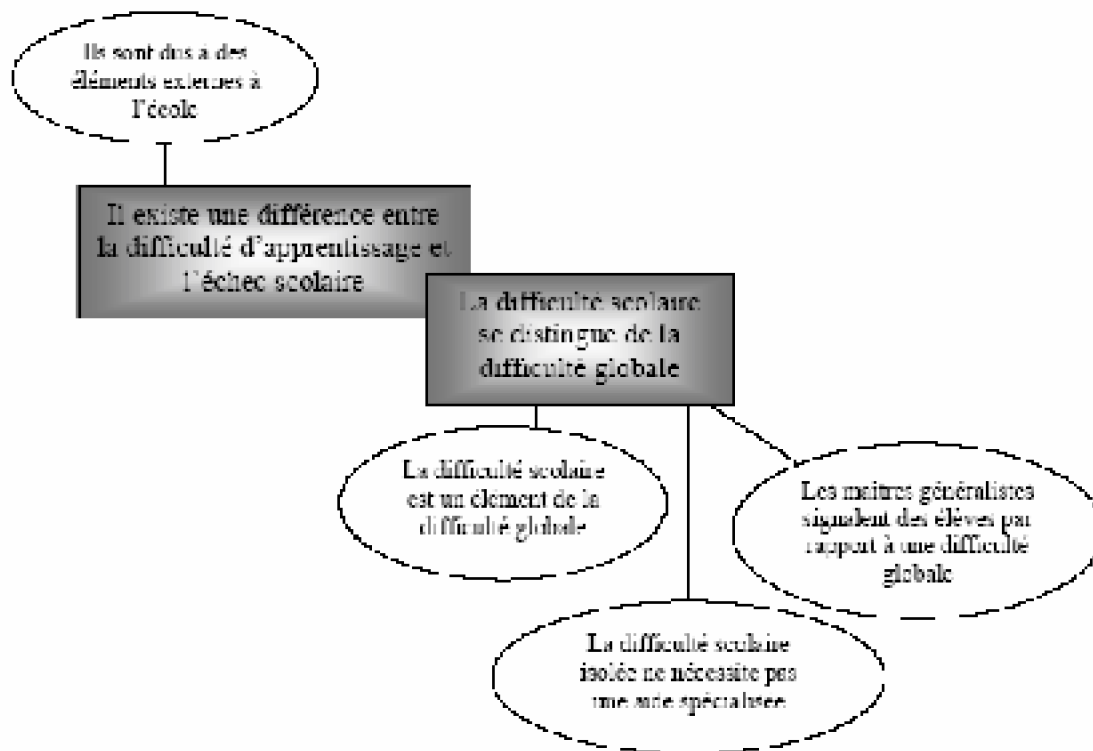 Ils sont dus à des
éléments externes à
l'école
Il existe une différence entre
la difficulté d'apprentissage et
l'échec scolaire
La difficulté scolaire
se distingue de la
difficulté globale
La difficulté scolaire
est un élément de la
difficulté globale
Les maîtres généralistes
signalent des élèves par
rapport à une difficulté
globale
La difficulté scolaire
isolée ne nécessite pas
une aide spécialisée